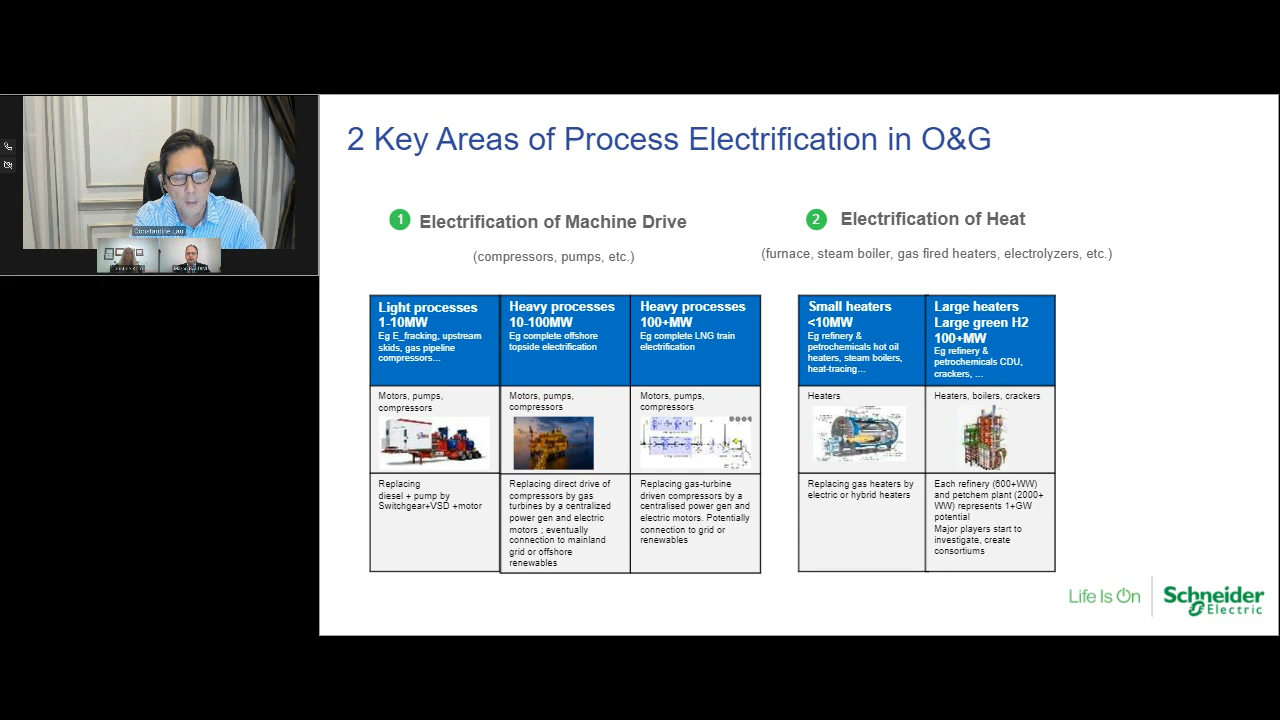 2 Key Areas of Process Electrification in O&G
Constantine Lau
1 Electrification of Machine Drive
(compressors, pumps, etc.)
Light processes
1-10MW
Eg E_fracking, upstream
skids, gas pipeline
compressors...
Heavy processes
10-100MW
Eg complete offshore
topside electrification
Heavy processes
100+MW
Eg complete LNG train
electrification
Motors, pumps,
compressors
Motors, pumps,
compressors
Motors, pumps,
compressors
Replacing
diesel + pump by
Switchgear+VSD +motor
Replacing direct drive of
compressors by gas
turbines by a centralized
power gen and electric
motors ; eventually
connection to mainland
grid or offshore
renewables
Replacing gas-turbine
driven compressors by a
centralised power gen and
electric motors. Potentially
connection to grid or
renewables
2 Electrification of Heat
(furnace, steam boiler, gas fired heaters, electrolyzers, etc.)
Small heaters
<10MW
Eg refinery &
petrochemicals hot oil
heaters, steam boilers,
heat-tracing...
Large heaters
Large green H2
100+MW
Eg refinery &
petrochemicals CDU,
crackers, ...
Heaters
Heaters, boilers, crackers
Replacing gas heaters by
electric or hybrid heaters
Each refinery (600+WW)
and petchem plant (2000+
WW) represents 1+GW
potential
Major players start to
investigate, create
consortiums
Life Is On
Schneider
Electric